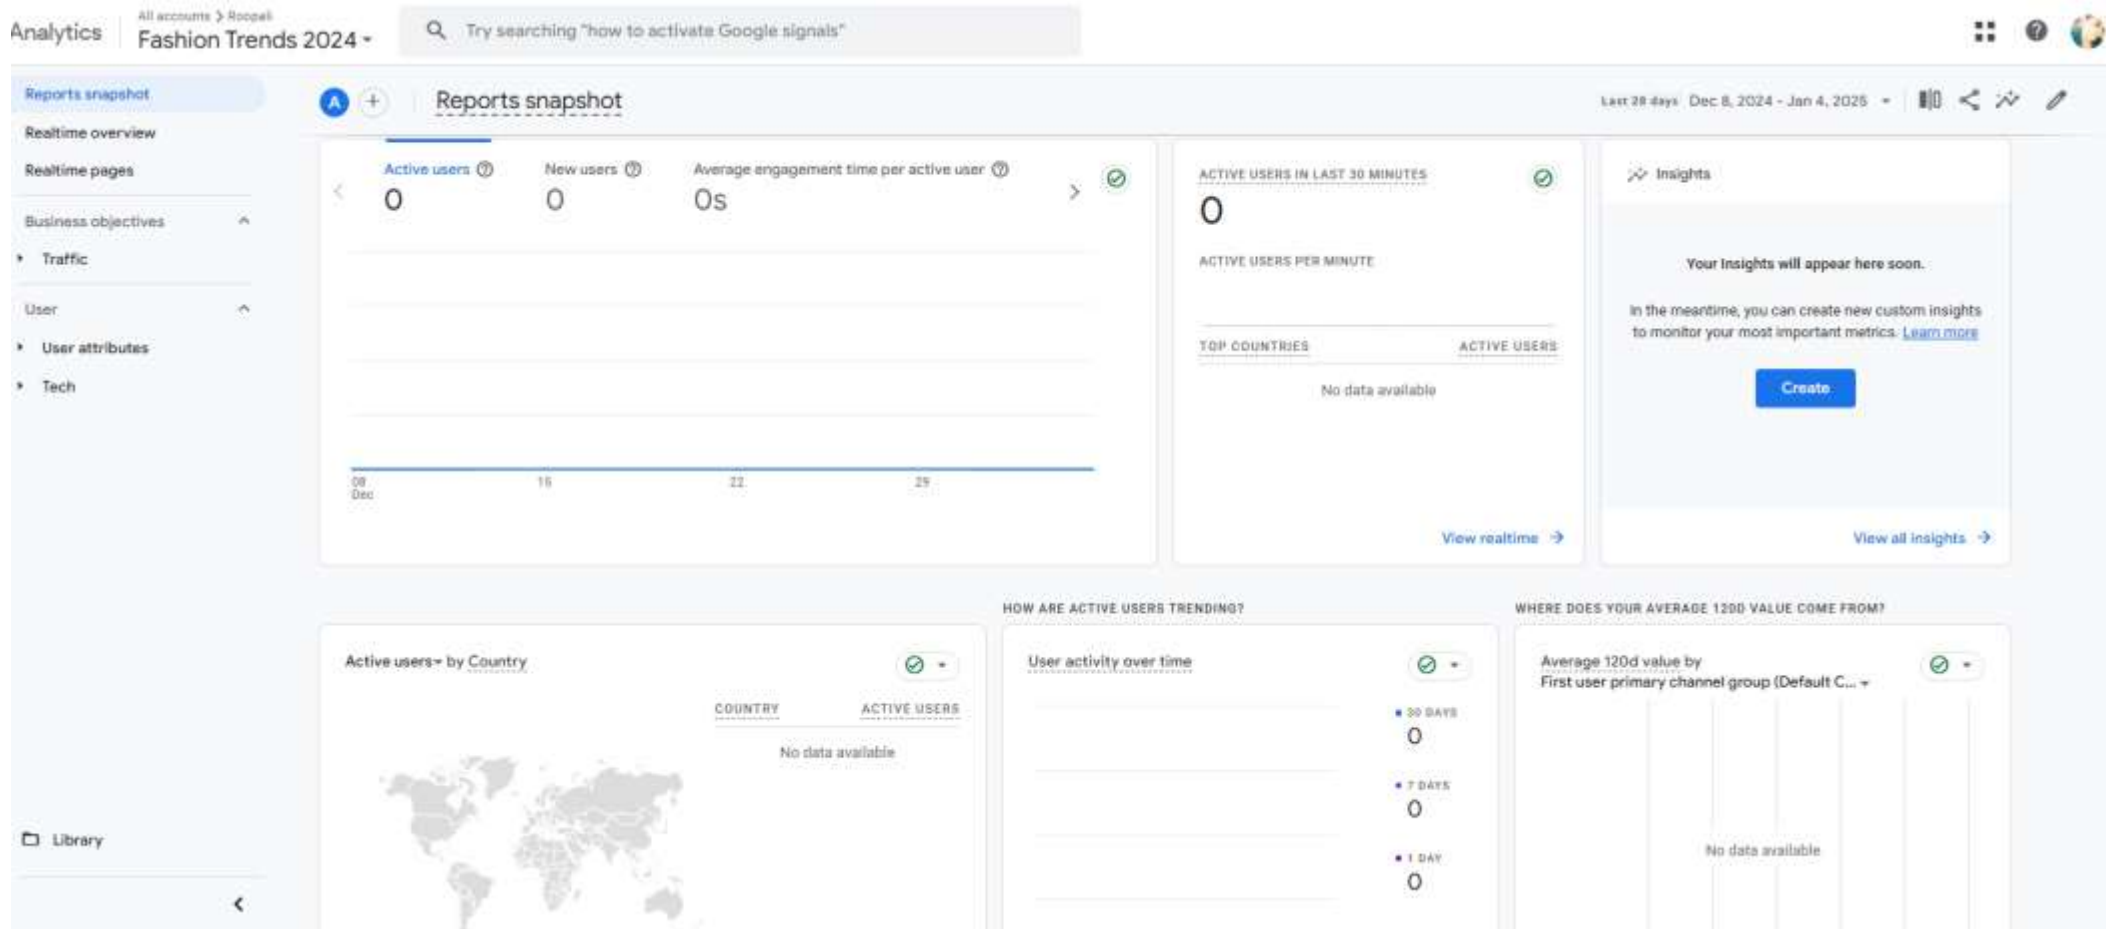 All accounts > Roopali
Analytics
Fashion Trends 2024
Try searching "how to activate Google signals"
Reports snapshot
Realtime overview
Realtime pages
Business objectives
Traffic
User
User attributes
Tech
Library
A
Reports snapshot
Last 28 days Dec 8, 2024 - Jan 4, 2025
Active users
0
New users
0
Average engagement time per active user
0s
08
Dec
15
22
29
ACTIVE USERS IN LAST 30 MINUTES
0
ACTIVE USERS PER MINUTE
TOP COUNTRIES ACTIVE USERS
No data available
View realtime
Insights
Your Insights will appear here soon.
In the meantime, you can create new custom insights
to monitor your most important metrics. Learn more
Create
View all insights
Active users by Country
COUNTRY ACTIVE USERS
No data available
HOW ARE ACTIVE USERS TRENDING?
User activity over time
30 DAYS
0
7 DAYS
0
1 DAY
0
WHERE DOES YOUR AVERAGE 120D VALUE COME FROM?
Average 120d value by
First user primary channel group (Default C...
No data available